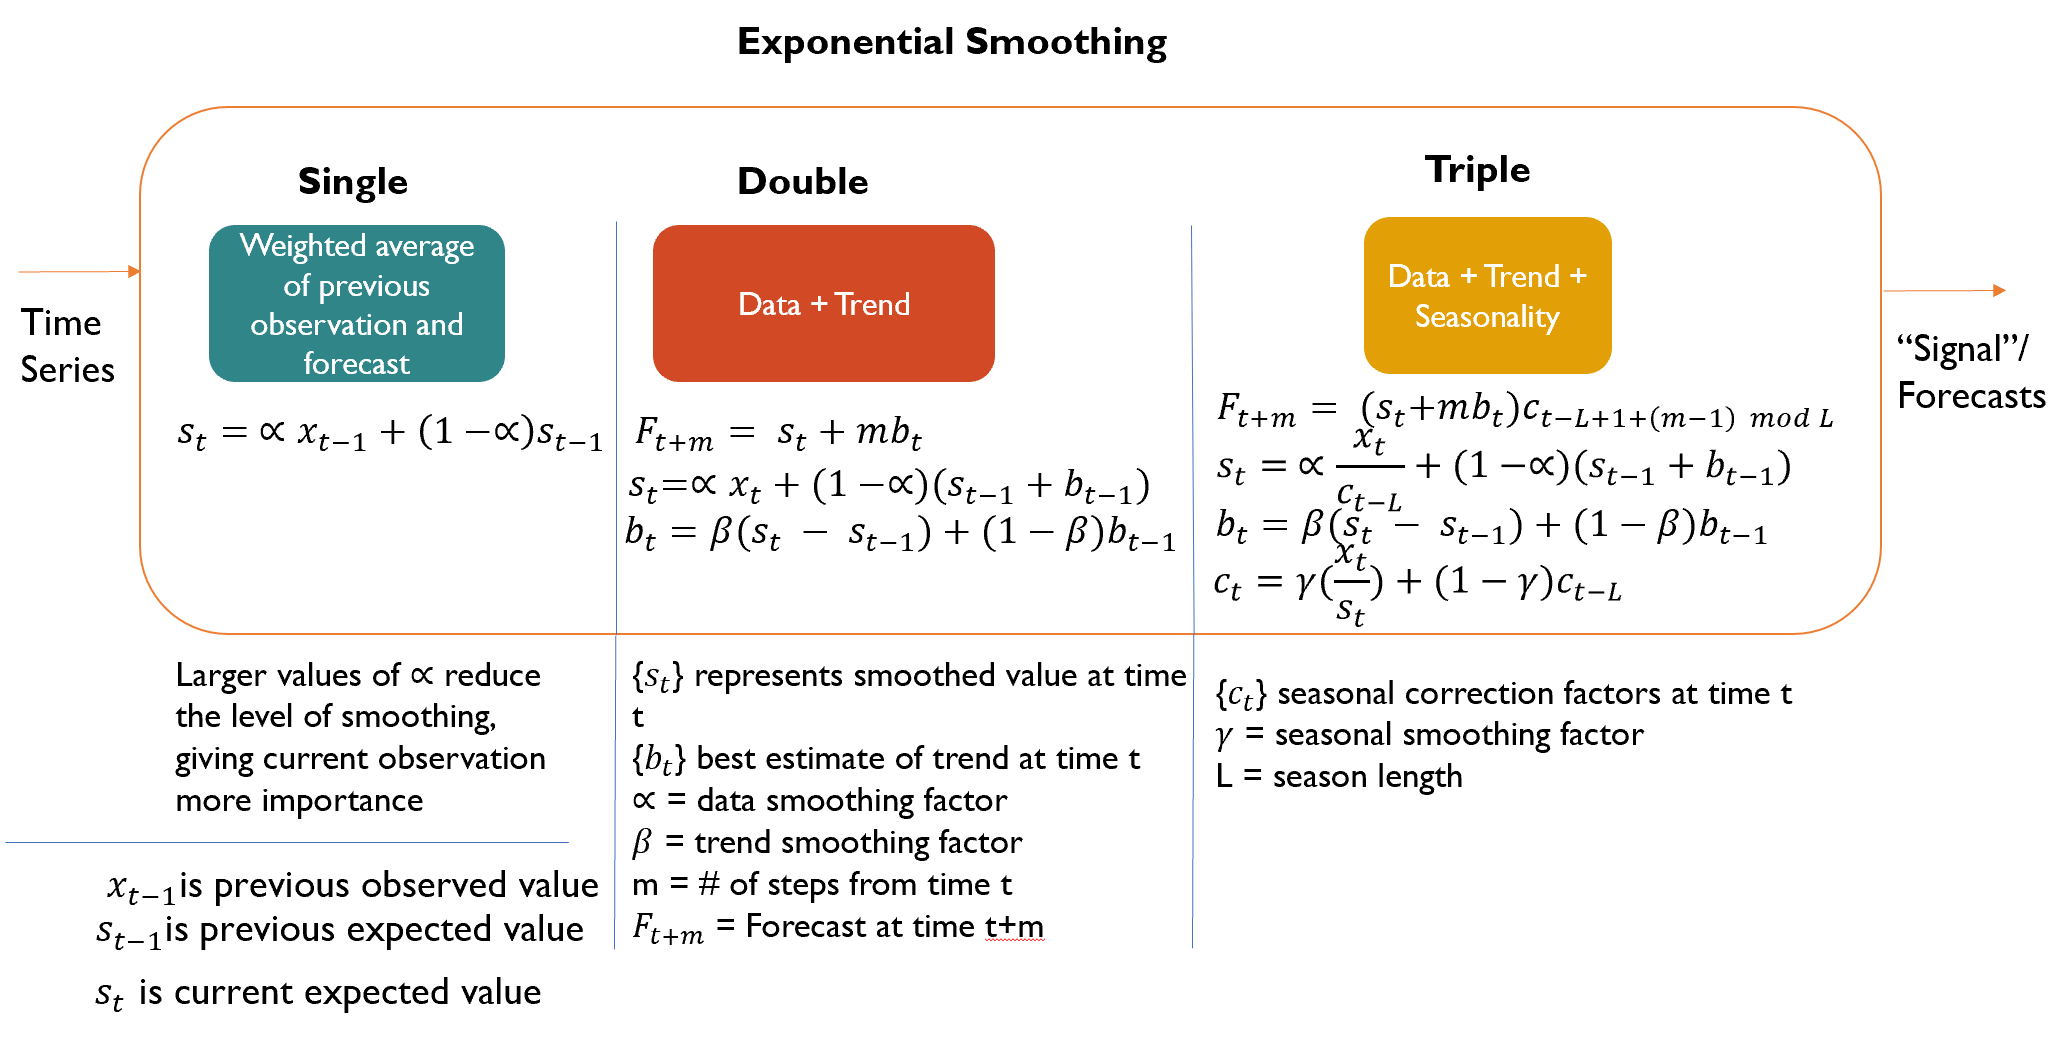 Exponential Smoothing
Time
Series
Single
Weighted average
of previous
observation and
forecast
s_t = ∝ x_{t−1} + (1 −∝)s_{t−1}
Larger values of ∝ reduce
the level of smoothing,
giving current observation
more importance
x_{t−1}is previous observed value
s_{t−1}is previous expected value
s_t is current expected value
Double
Data + Trend
F_{t+m} = s_t + mb_t
s_t=∝ x_t + (1 −∝)(s_{t−1} + b_{t−1})
b_t = β(s_t − s_{t−1}) + (1 − β)b_{t−1}
{s_t} represents smoothed value at time
t
{b_t} best estimate of trend at time t
∝ = data smoothing factor
β = trend smoothing factor
m = # of steps from time t
F_{t+m} = Forecast at time t+m
Triple
Data + Trend +
Seasonality
F_{t+m} = (s_t+mb_t)c_{t−L+1+(m−1) mod L}
s_t = ∝ x_t/c_{t−L} + (1 −∝)(s_{t−1} + b_{t−1})
b_t = β(s_t − s_{t−1}) + (1 − β)b_{t−1}
c_t = γ(x_t/s_t) + (1 − γ)c_{t−L}
{c_t} seasonal correction factors at time t
γ = seasonal smoothing factor
L = season length
“Signal”/
Forecasts